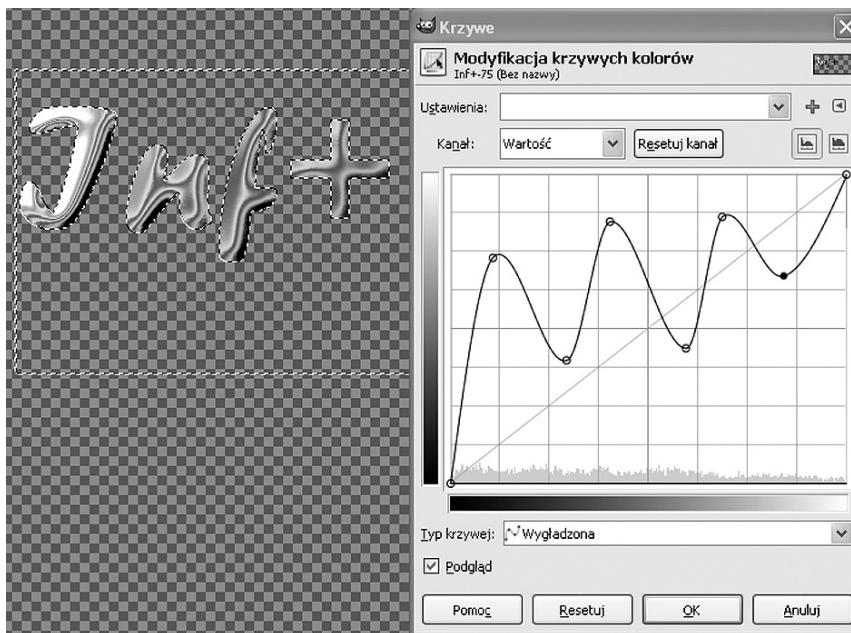 Inf+
Krzywe
Modyfikacja krzywych kolorów
Inf+-75 (Bez nazwy)
Ustawienia:
Kanał: Wartość Resetuj kanał
Typ krzywej: Wygładzona
Podgląd
Pomoc Resetuj OK Anuluj